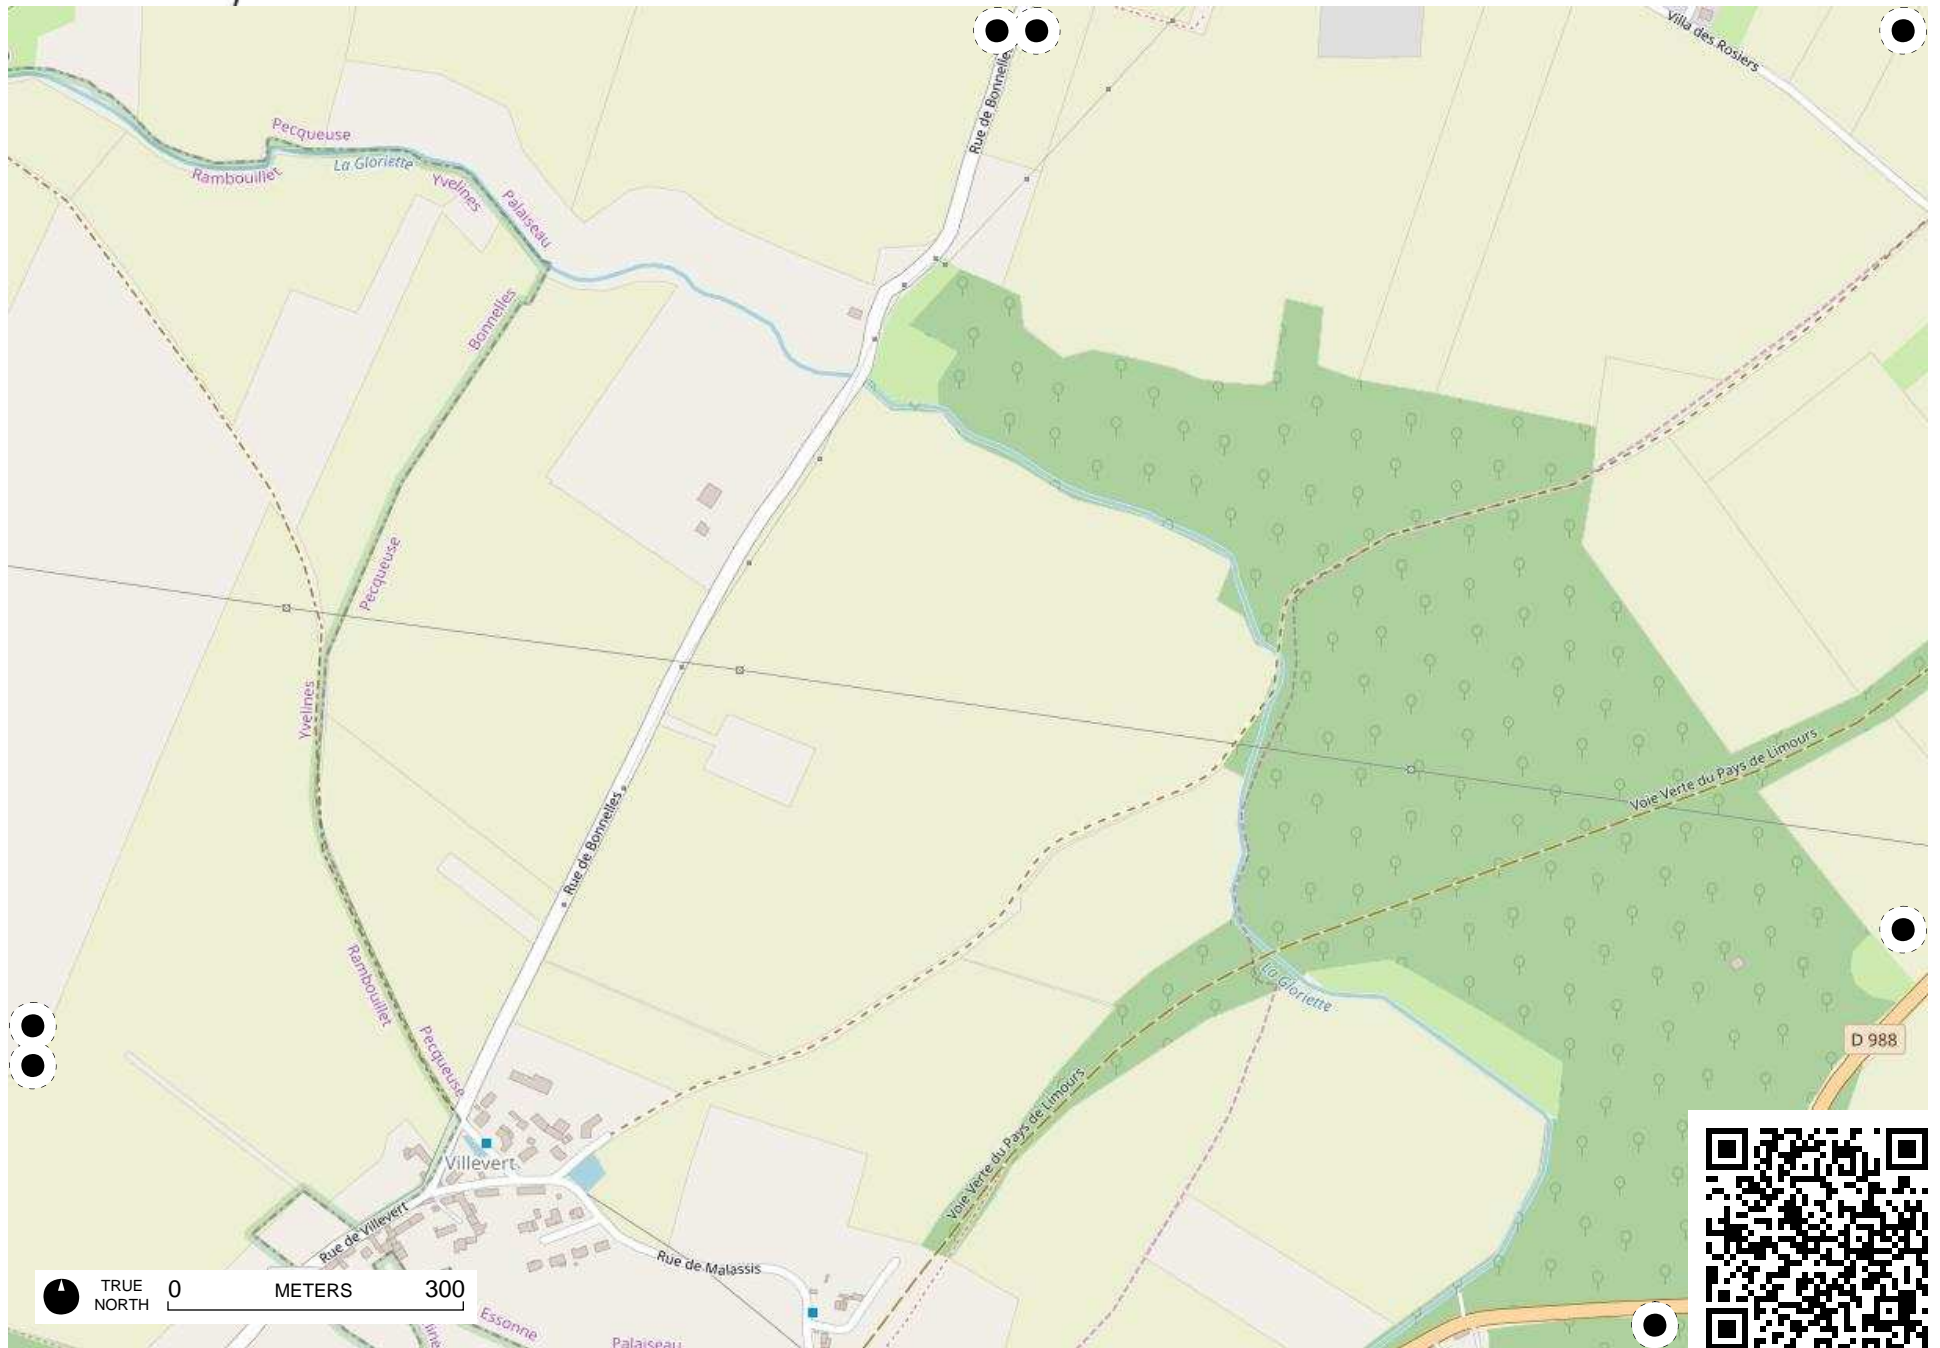 Villa des Rosiers
Rue de Bonnelles
Pecqueuse
La Gloriette
Rambouillet
Yvelines
Palaiseau
Bonnelles
Pecqueuse
Yvelines
Voie Verte du Pays de Limours
Rue de Bonnelles
Rambouillet
La Gloriette
Pecqueuse
D 988
Voie Verte du Pays de Limours
Villevert
Rue de Villevert
Rue de Malassis
TRUE
NORTH
0 METERS 300
Essonne
Palaiseau